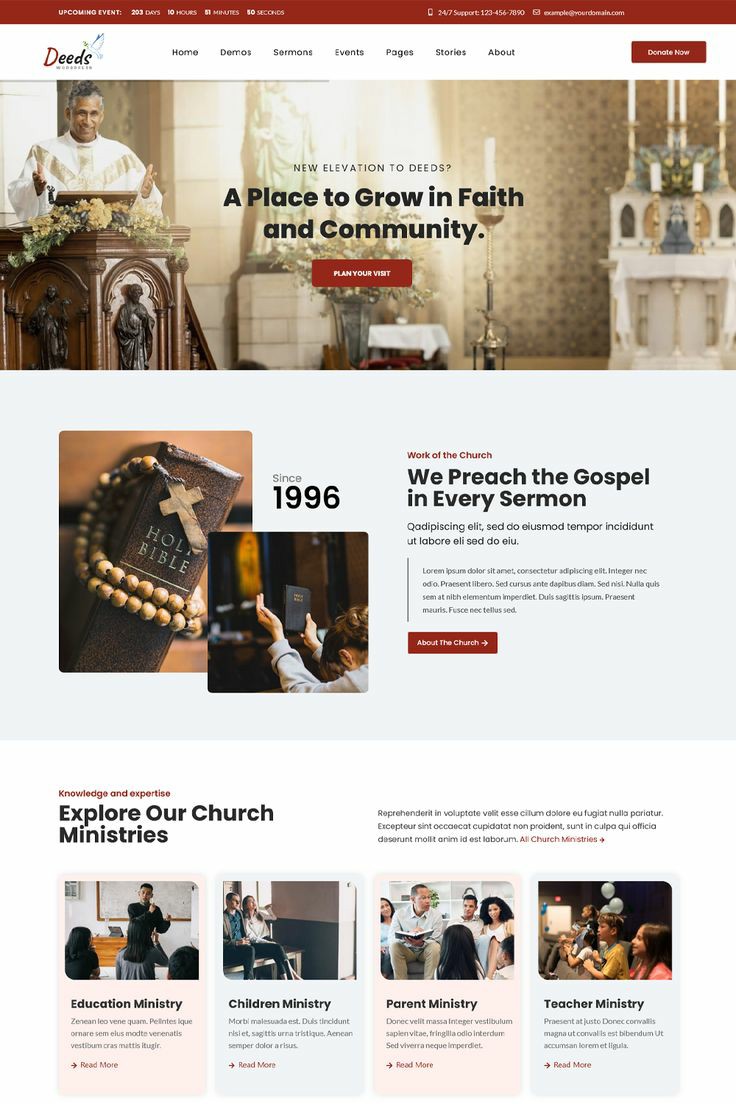 UPCOMING EVENT: 203 DAYS 10 HOURS 51 MINUTES 50 SECONDS
24/7 Support: 123-456-7890 example@yourdomain.com
Deeds
Home Demos Sermons Events Pages Stories About
Donate Now
NEW ELEVATION TO DEEDS?
A Place to Grow in Faith
and Community.
PLAN YOUR VISIT
HOLY
BIBLE
Since
1996
HOLY
BIBLE
Work of the Church
We Preach the Gospel
in Every Sermon
Qadipiscing elit, sed do eiusmod tempor incididunt
ut labore eli sed do eiu.
Lorem ipsum dolor sit amet, consectetur adipiscing elit. Integer nec
odio. Praesent libero. Sed cursus ante dapibus diam. Sed nisi. Nulla quis
sem at nibh elementum imperdiet. Duis sagittis ipsum. Praesent
mauris. Fusce nec tellus sed.
About The Church →
Knowledge and expertise
Explore Our Church
Ministries
Reprehenderit in voluptate velit esse cillum dolore eu fugiat nulla pariatur.
Excepteur sint occaecat cupidatat non proident, sunt in culpa qui officia
deserunt mollit anim id est laborum. All Church Ministries →
Education Ministry
Zenean leo vene quam. Pelintes ique
ornare sem eius modte venenatis
vestibum cras mattis itugir.
→ Read More
Children Ministry
Morbi malesuada est. Duis tincidunt
nisi et, sagittis urna tristique. Aenean
semper dolor a risus.
→ Read More
Parent Ministry
Donec velit massa integer vestibulum
sapien vitae, fringilla odio interdum
Sed viverra neque imperdiet.
→ Read More
Teacher Ministry
Praesent at justo Donec convallis
magna ut convallis est bibendum Ut
accumsan lorem et ligula.
→ Read More